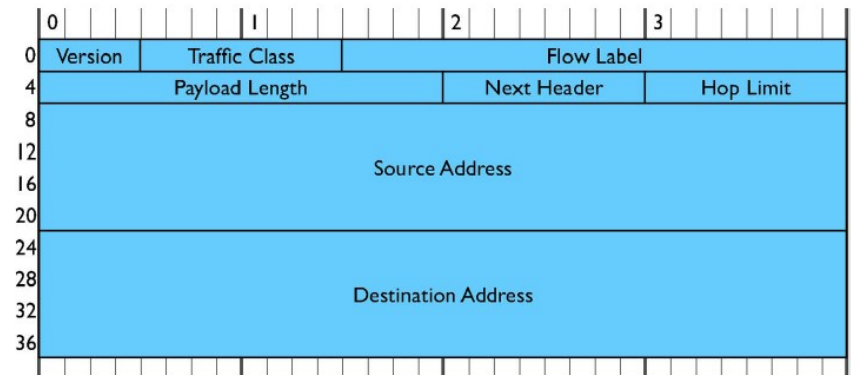 0 1 2 3
0 Version Traffic Class Flow Label
4 Payload Length Next Header Hop Limit
8
12
Source Address
16
20
24
28
Destination Address
32
36